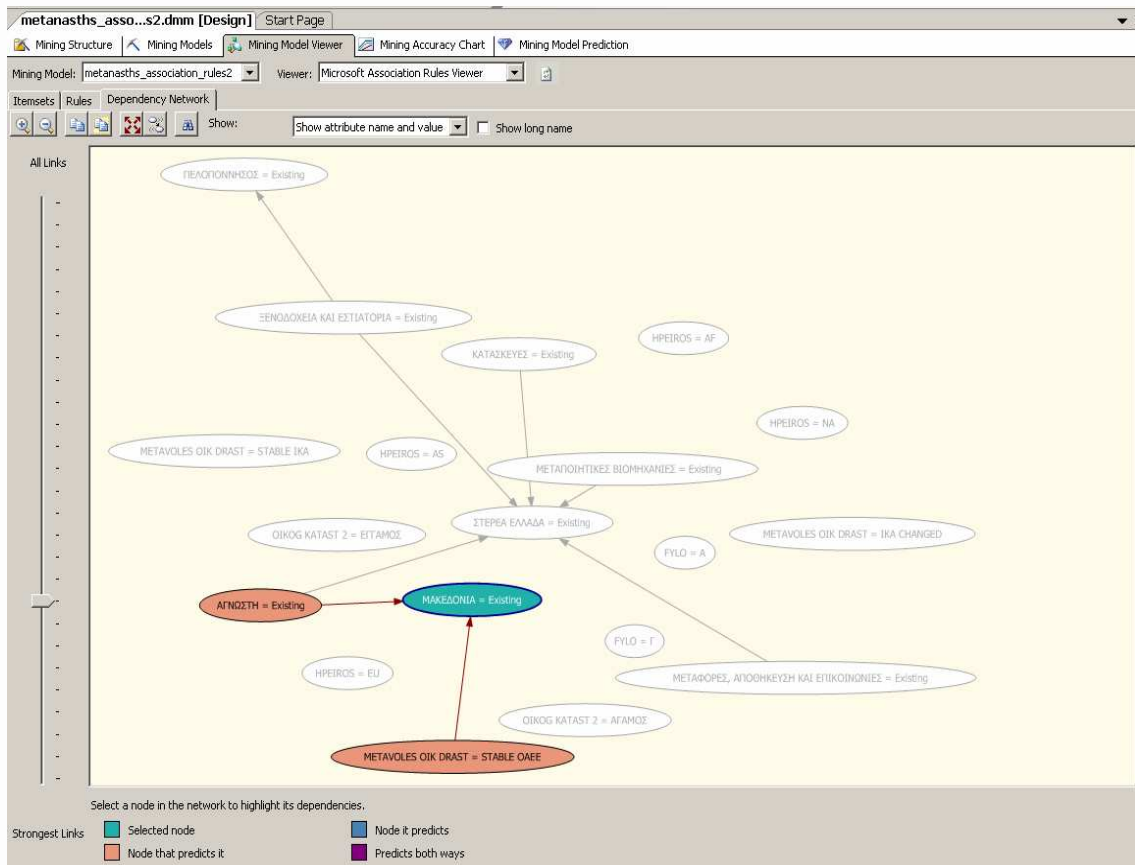 metanasths_asso...s2.dmm [Design] Start Page
Mining Structure Mining Models Mining Model Viewer Mining Accuracy Chart Mining Model Prediction
Mining Model: metanasths_association_rules2 Viewer: Microsoft Association Rules Viewer
Itemsets Rules Dependency Network
Show: Show attribute name and value Show long name
All Links
ΠΕΛΟΠΟΝΝΗΣΟΣ = Existing
ΞΕΝΟΔΟΧΕΙΑ ΚΑΙ ΕΣΤΙΑΤΟΡΙΑ = Existing
HPEIROS = AF
ΚΑΤΑΣΚΕΥΕΣ = Existing
HPEIROS = NA
METAVOLES OIK DRAST = STABLE IKA
HPEIROS = AS
ΜΕΤΑΠΟΙΗΤΙΚΕΣ ΒΙΟΜΗΧΑΝΙΕΣ = Existing
ΣΤΕΡΕΑ ΕΛΛΑΔΑ = Existing
OIKOG KATAST 2 = ΕΓΓΑΜΟΣ
METAVOLES OIK DRAST = IKA CHANGED
FYLO = Α
ΑΓΝΩΣΤΗ = Existing
ΜΑΚΕΔΟΝΙΑ = Existing
FYLO = Γ
HPEIROS = EU
ΜΕΤΑΦΟΡΕΣ, ΑΠΟΘΗΚΕΥΣΗ ΚΑΙ ΕΠΙΚΟΙΝΩΝΙΕΣ = Existing
OIKOG KATAST 2 = ΑΓΑΜΟΣ
METAVOLES OIK DRAST = STABLE OAEE
Select a node in the network to highlight its dependencies.
Strongest Links
Selected node Node it predicts
Node that predicts it Predicts both ways